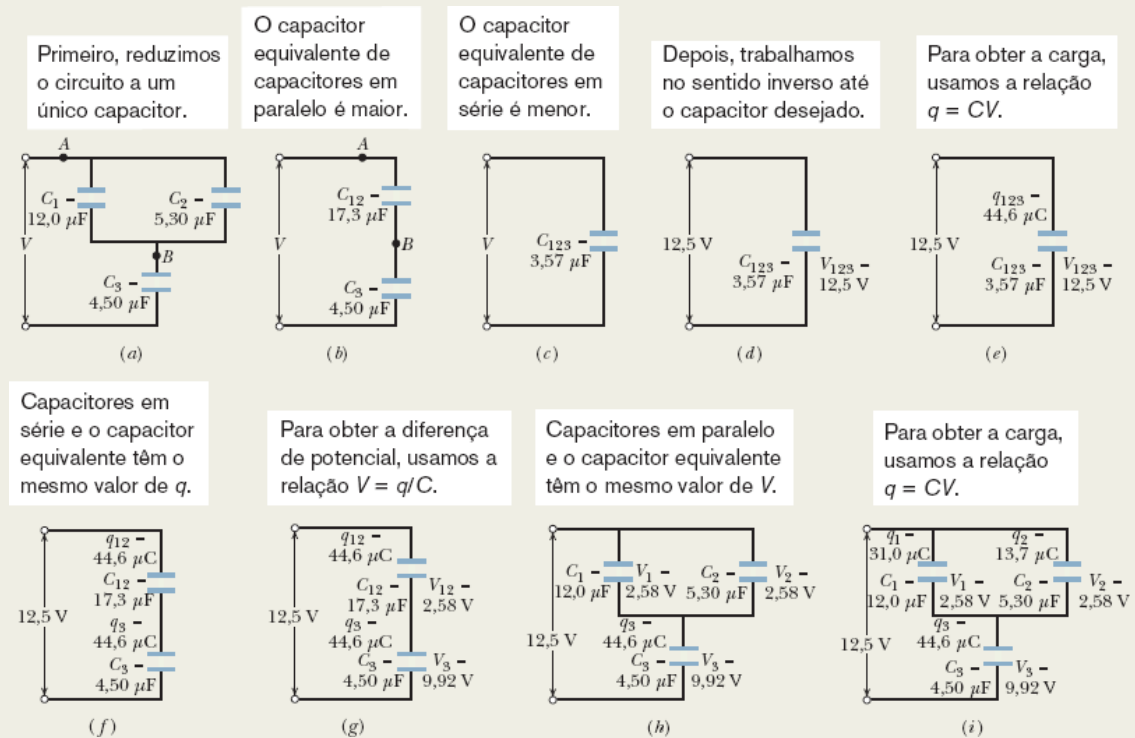 Primeiro, reduzimos
o circuito a um
único capacitor.
O capacitor
equivalente de
capacitores em
paralelo é maior.
O capacitor
equivalente de
capacitores em
série é menor.
Depois, trabalhamos
no sentido inverso até
o capacitor desejado.
Para obter a carga,
usamos a relação
q = CV.
A
C1
12,0 µF
C2
5,30 µF
V
B
C3
4,50 µF
(a)
A
C12
17,3 µF
V
B
C3
4,50 µF
(b)
V
C123
3,57 µF
(c)
12,5 V
C123
3,57 µF
V123
12,5 V
(d)
q123
44,6 µC
12,5 V
C123
3,57 µF
V123
12,5 V
(e)
Capacitores em
série e o capacitor
equivalente têm o
mesmo valor de q.
Para obter a diferença
de potencial, usamos a
relação V = q/C.
Capacitores em paralelo
e o capacitor equivalente
têm o mesmo valor de V.
Para obter a carga,
usamos a relação
q = CV.
q12
44,6 µC
C12
17,3 µF
12,5 V
q3
44,6 µC
C3
4,50 µF
(f)
q12
44,6 µC
C12
17,3 µF
V12
2,58 V
12,5 V
q3
44,6 µC
C3
4,50 µF
V3
9,92 V
(g)
C1
12,0 µF
V1
2,58 V
C2
5,30 µF
V2
2,58 V
12,5 V
q3
44,6 µC
C3
4,50 µF
V3
9,92 V
(h)
q1
31,0 µC
C1
12,0 µF
V1
2,58 V
q2
13,7 µC
C2
5,30 µF
V2
2,58 V
12,5 V
q3
44,6 µC
C3
4,50 µF
V3
9,92 V
(i)